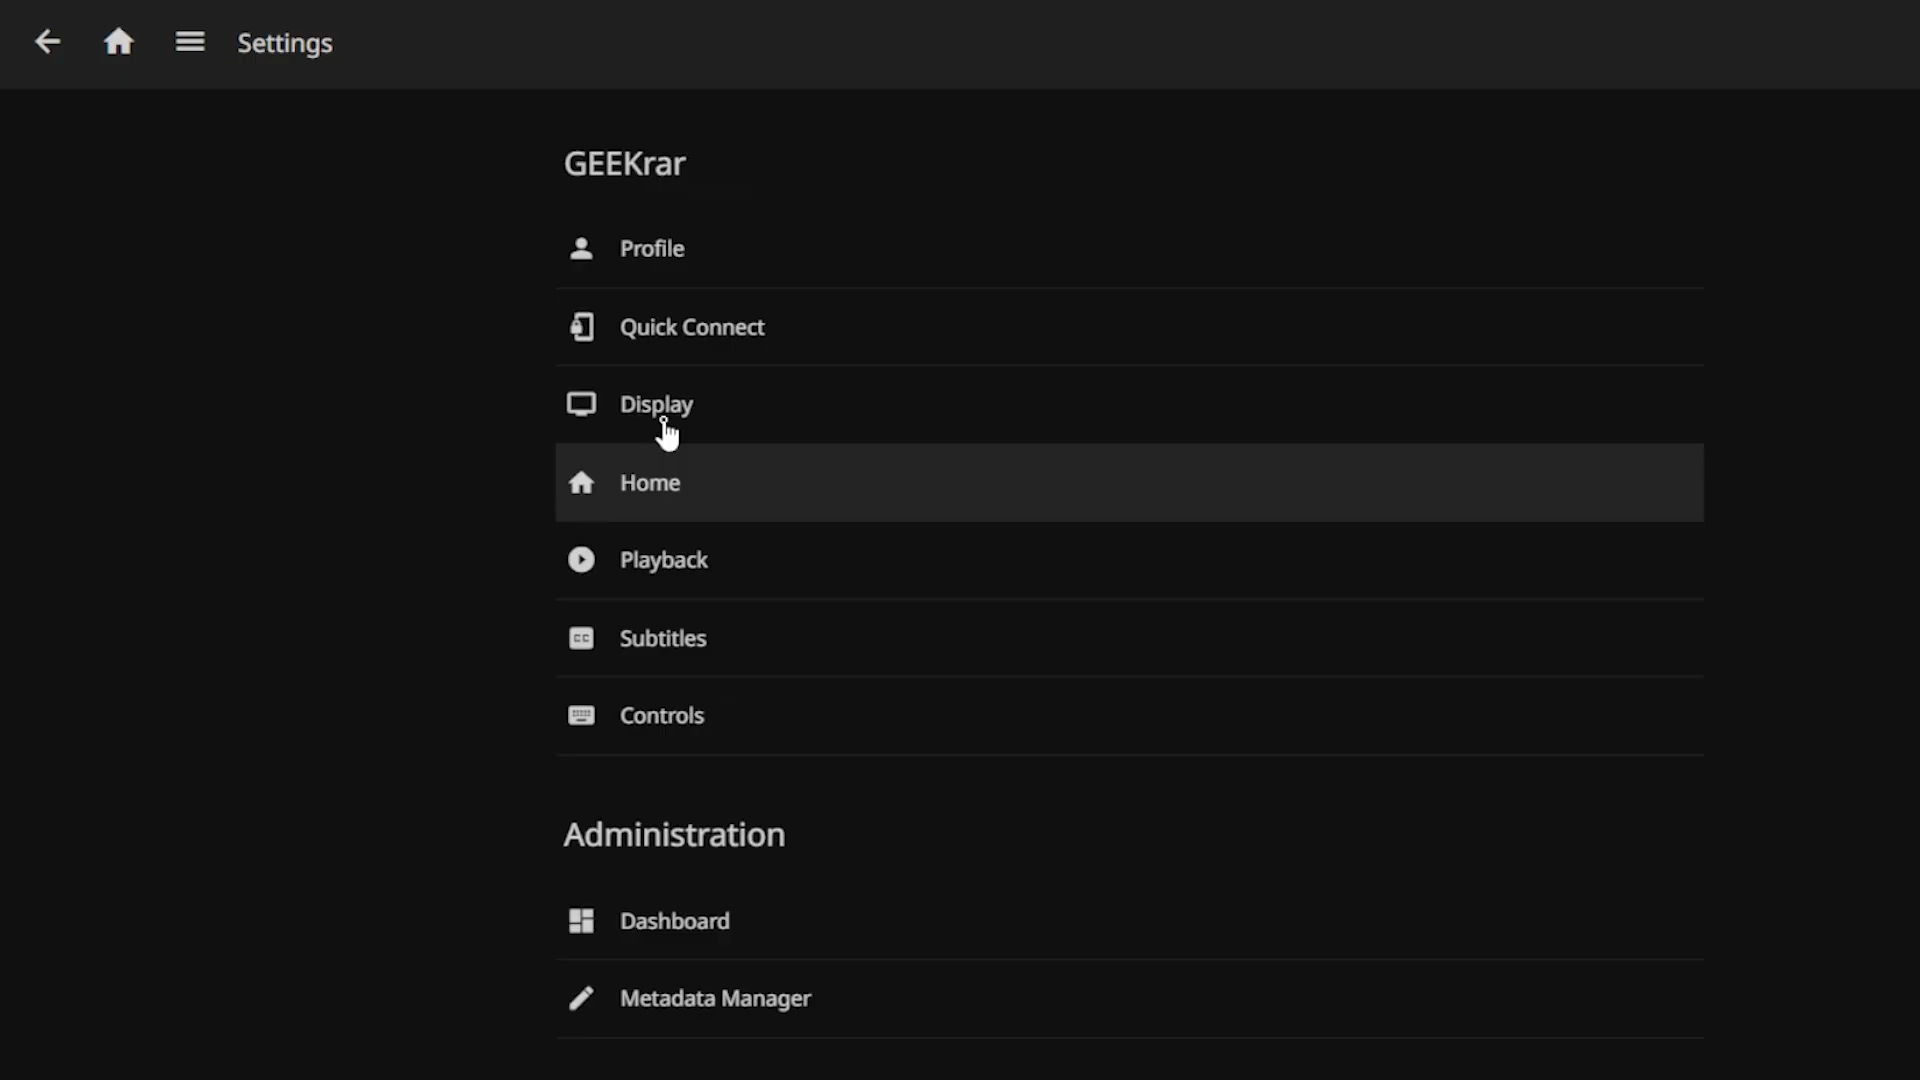 Settings
GEEKrar
Profile
Quick Connect
Display
Home
Playback
Subtitles
Controls
Administration
Dashboard
Metadata Manager